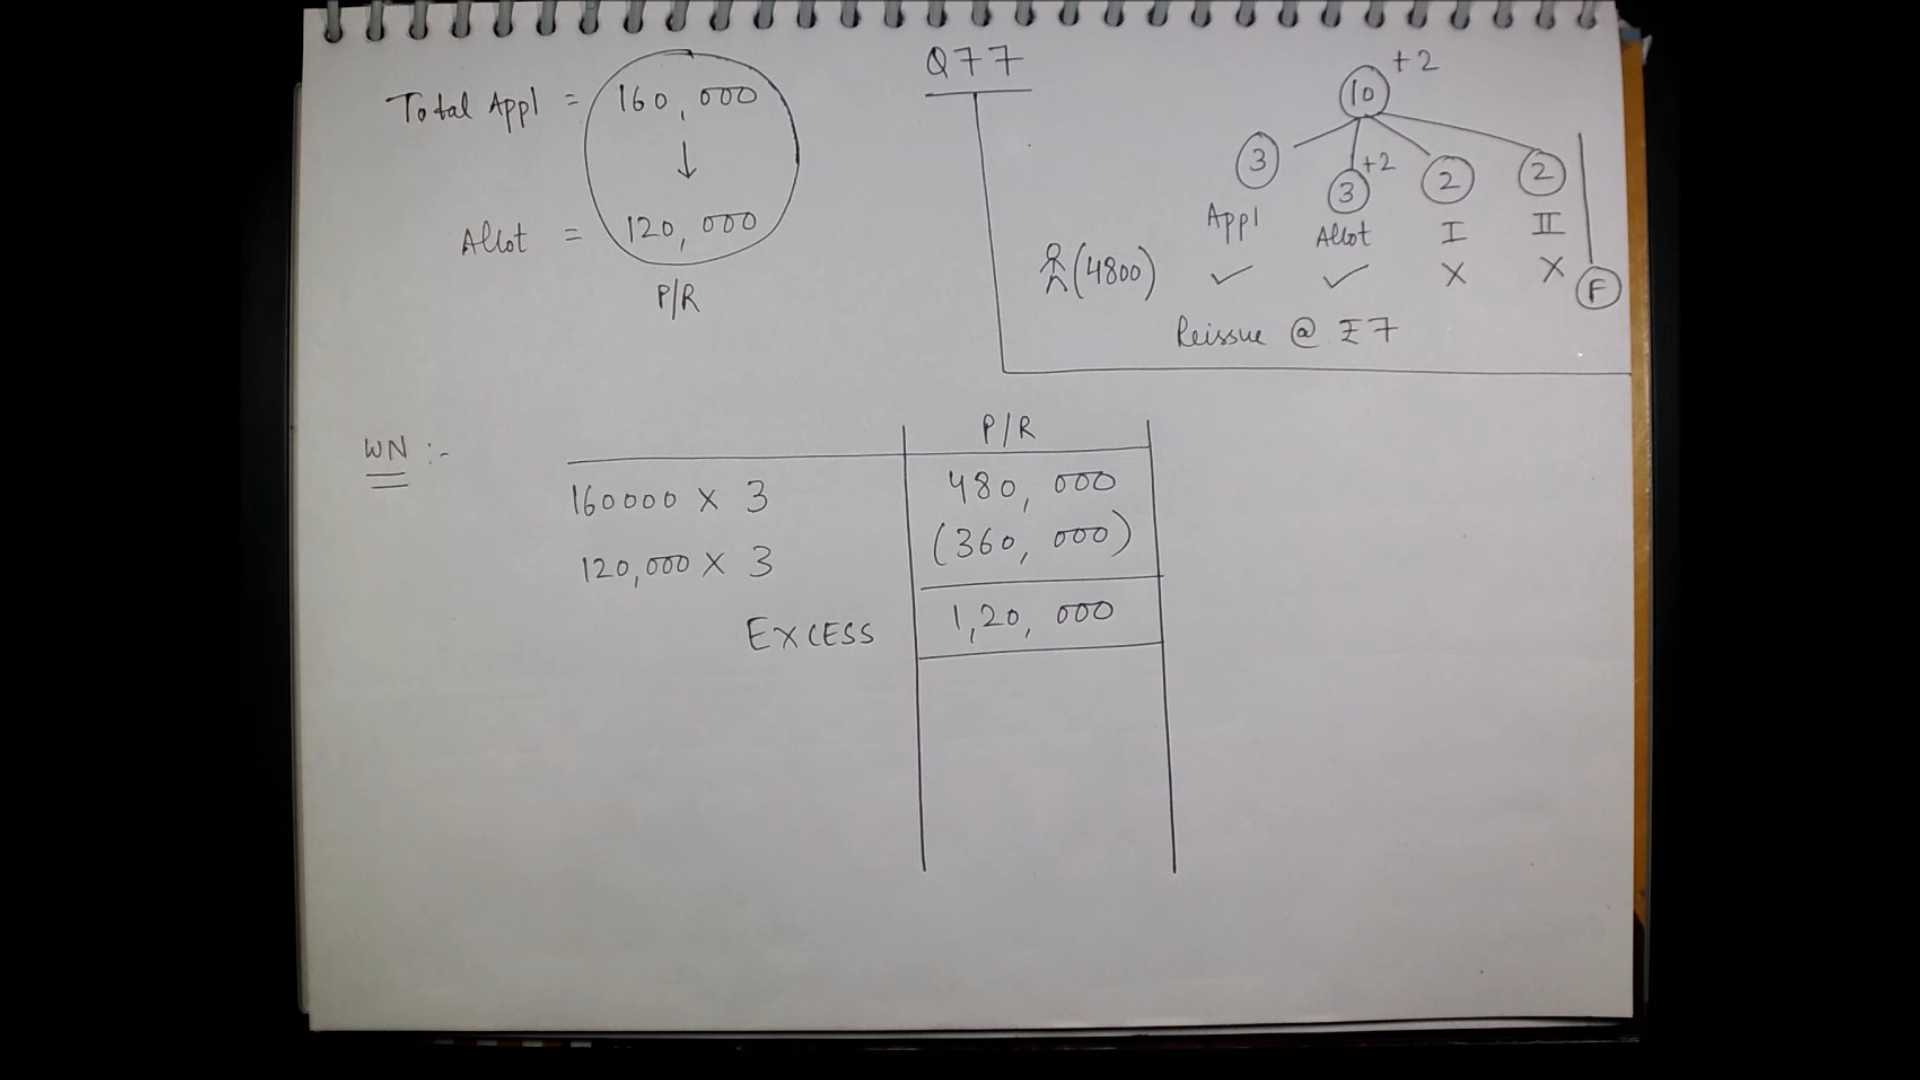 Q77
Total Appl = 160,000
↓
Allot = 120,000
P/R
10 +2
3 3 +2 2 2
Appl Allot I II
(4800) ✓ ✓ X X F
Reissue @ ₹7
WN :-
P/R
160000 X 3 480,000
120,000 X 3 (360,000)
EXCESS 1,20,000